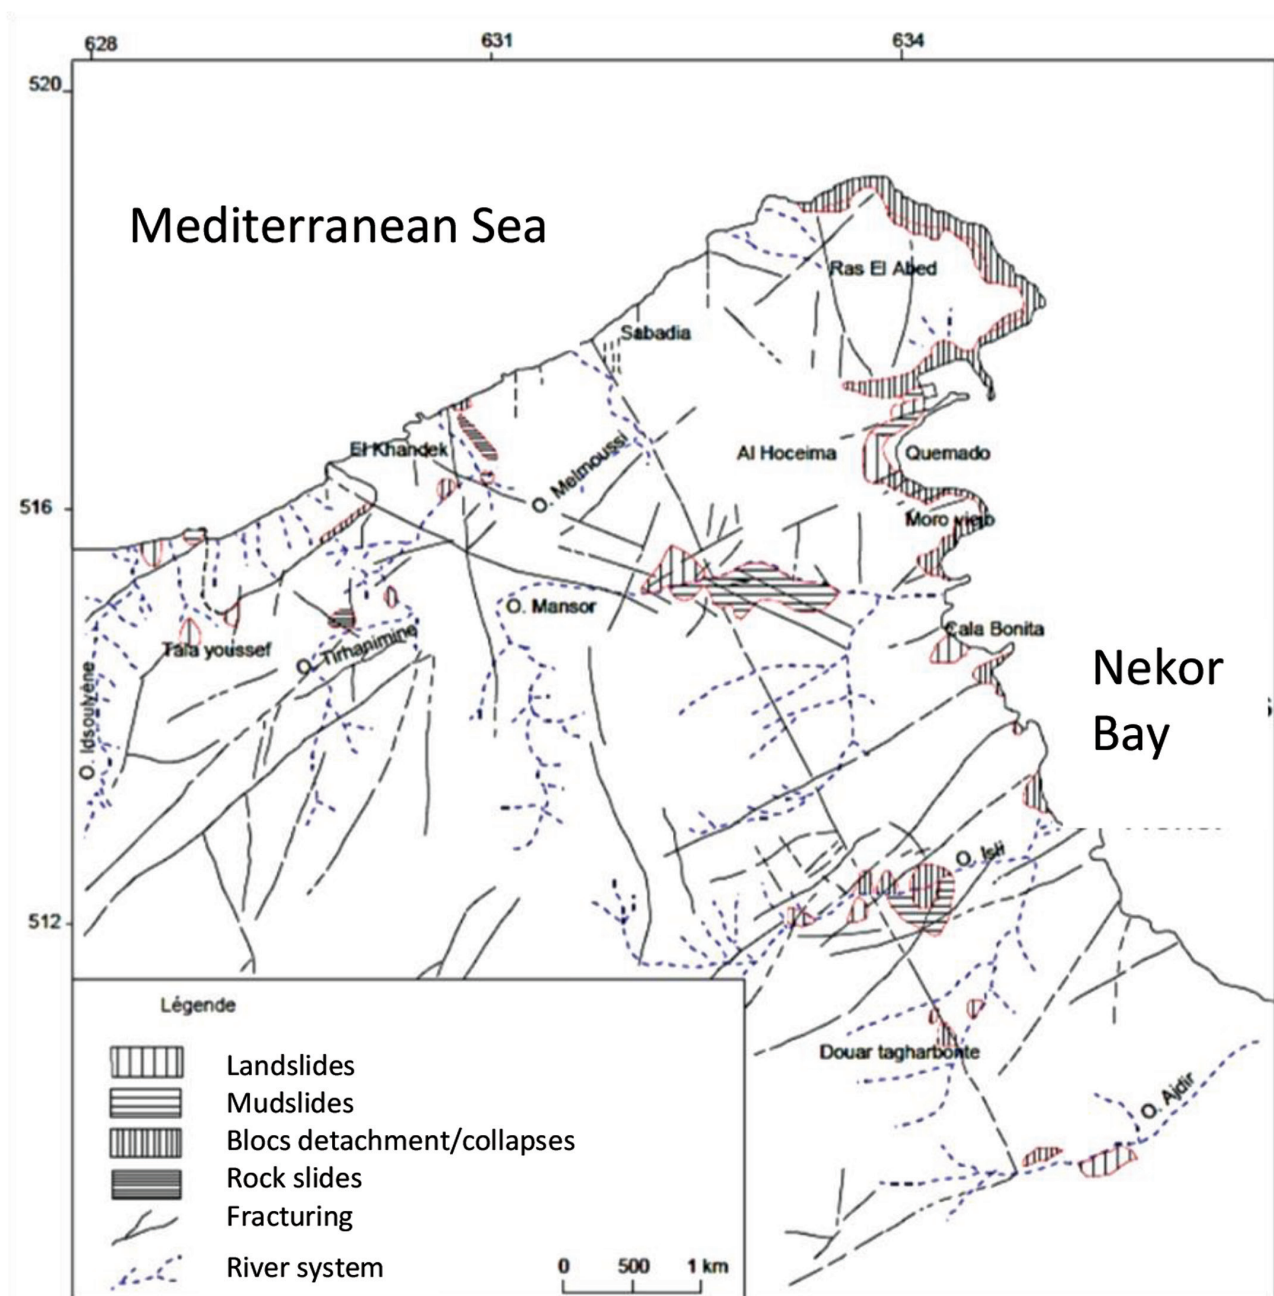 628
631
634
520
Mediterranean Sea
Ras El Abed
Sabadia
El Khandek
O. Melmoussi
Al Hoceima
Quemado
516
Moro viejo
O. Mansor
Cala Bonita
Tala youssef
O. Tirhanimine
O. Idsoulyène
Nekor
Bay
O. Isli
512
Légende
Landslides
Mudslides
Blocs detachment/collapses
Rock slides
Fracturing
River system
0 500 1 km
Douar tagharbonte
O. Ajdir